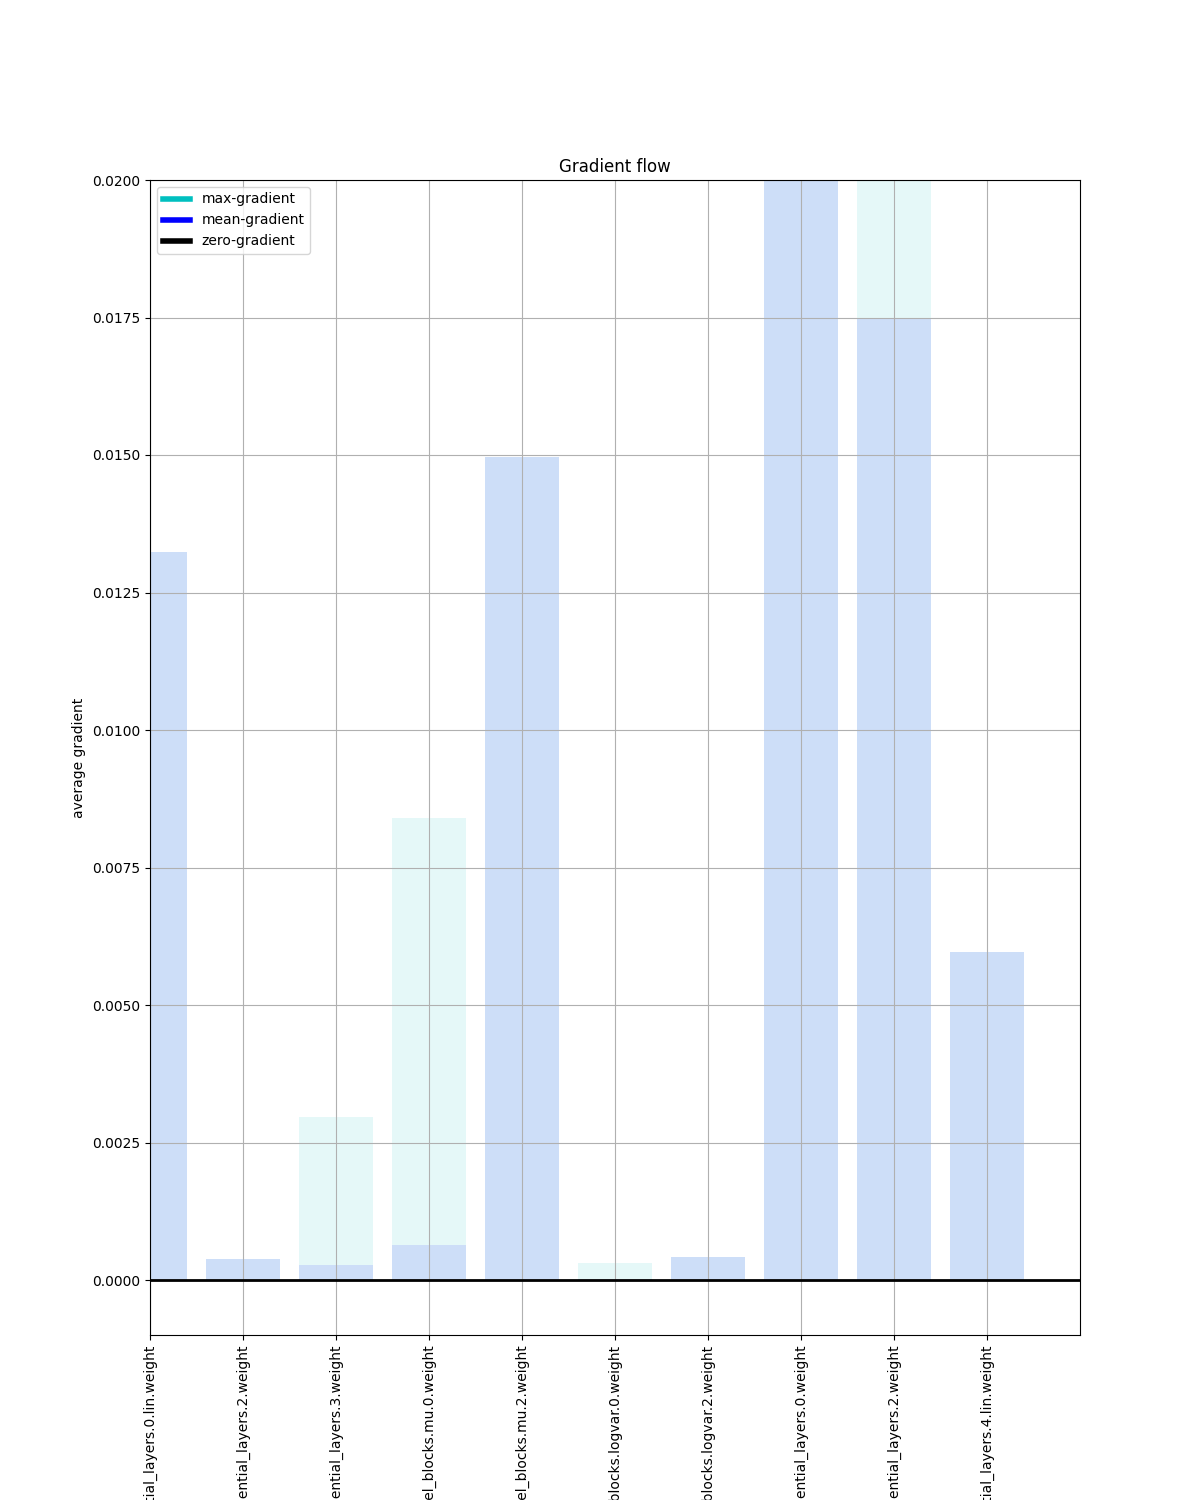 Gradient flow
max-gradient
mean-gradient
zero-gradient
average gradient
0.0200
0.0175
0.0150
0.0125
0.0100
0.0075
0.0050
0.0025
0.0000
tial_layers.0.lin.weight
ential_layers.2.weight
ential_layers.3.weight
el_blocks.mu.0.weight
el_blocks.mu.2.weight
blocks.logvar.0.weight
blocks.logvar.2.weight
ential_layers.0.weight
ential_layers.2.weight
tial_layers.4.lin.weight